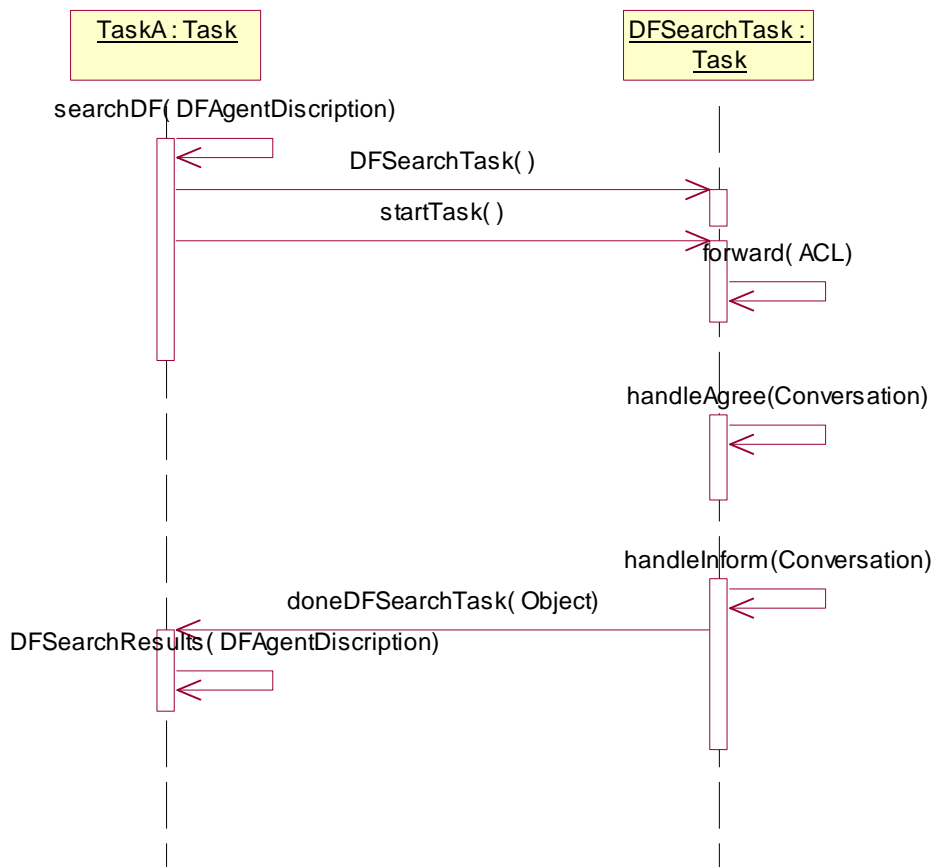 TaskA : Task
DFSearchTask :
Task
searchDF( DFAgentDiscription)
DFSearchTask( )
startTask( )
forward( ACL)
handleAgree(Conversation)
handleInform(Conversation)
doneDFSearchTask( Object)
DFSearchResults( DFAgentDiscription)